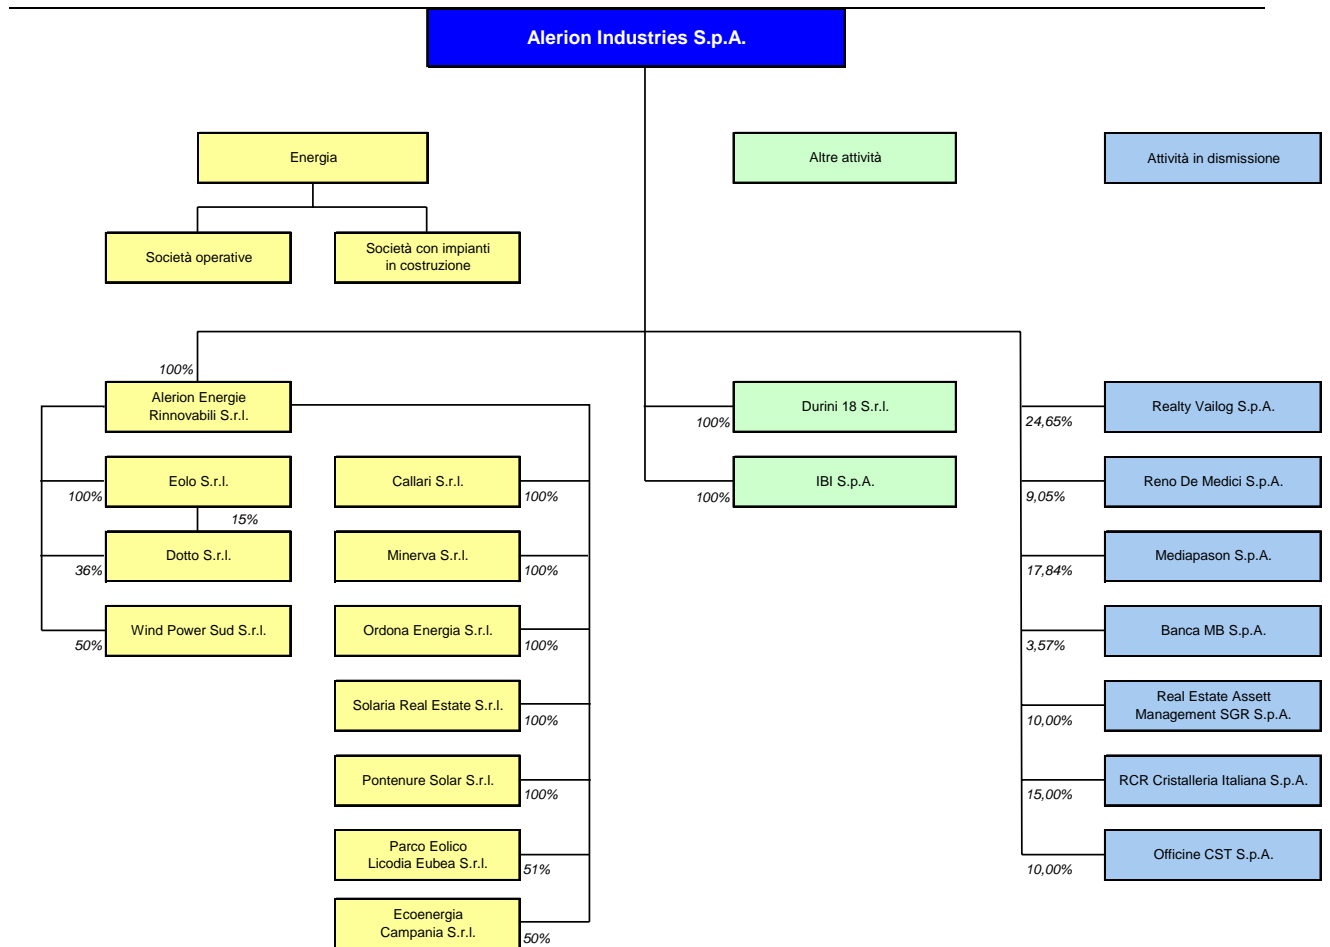 Alerion Industries S.p.A.
Energia
Altre attività
Attività in dismissione
Società operative
Società con impianti
in costruzione
100%
Alerion Energie
Rinnovabili S.r.l.
Durini 18 S.r.l.
100%
Realty Vailog S.p.A.
24,65%
Eolo S.r.l.
100%
Callari S.r.l.
100%
IBI S.p.A.
100%
Reno De Medici S.p.A.
9,05%
15%
Dotto S.r.l.
36%
Minerva S.r.l.
100%
Mediapason S.p.A.
17,84%
Wind Power Sud S.r.l.
50%
Ordona Energia S.r.l.
100%
Banca MB S.p.A.
3,57%
Solaria Real Estate S.r.l.
100%
Real Estate Assett
Management SGR S.p.A.
10,00%
Pontenure Solar S.r.l.
100%
RCR Cristalleria Italiana S.p.A.
15,00%
Parco Eolico
Licodia Eubea S.r.l.
51%
Officine CST S.p.A.
10,00%
Ecoenergia
Campania S.r.l.
50%